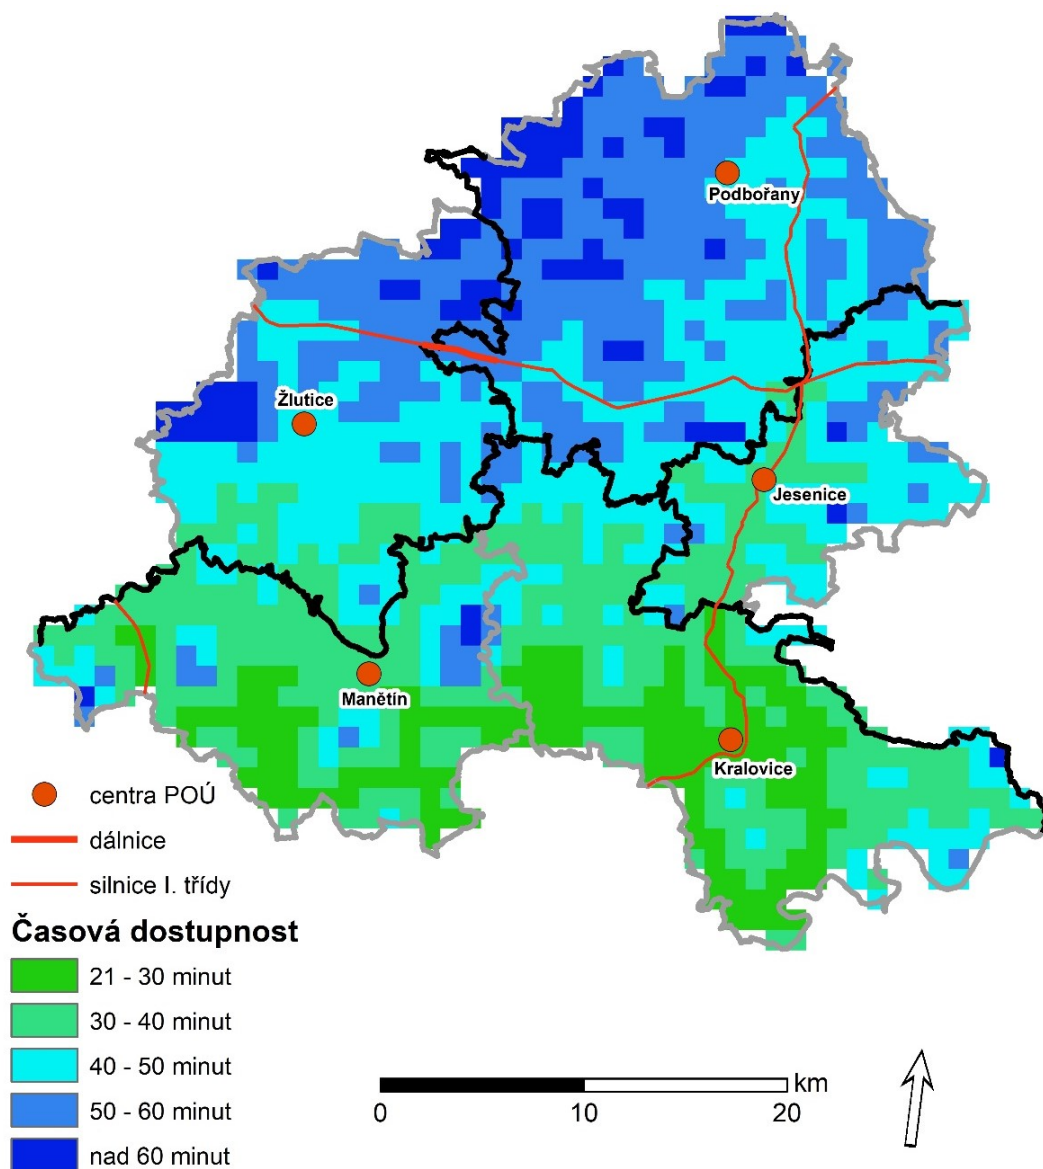 Podbořany
Žlutice
Jesenice
Manětín
Kralovice
centra POÚ
dálnice
silnice I. třídy
Časová dostupnost
21 - 30 minut
30 - 40 minut
40 - 50 minut
50 - 60 minut
nad 60 minut
km
0 10 20